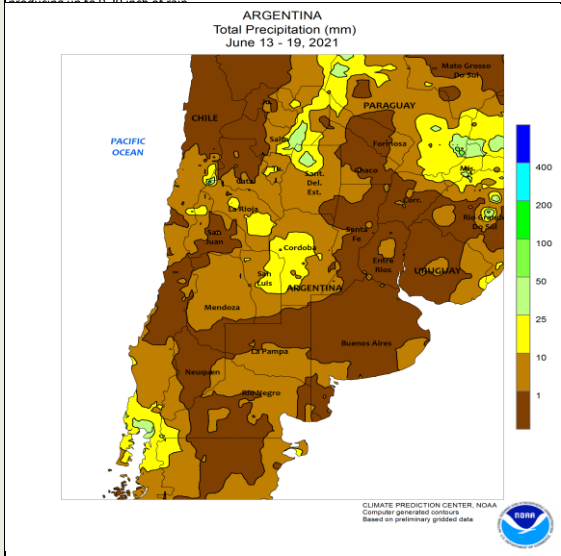 ARGENTINA
Total Precipitation (mm)
June 13 - 19, 2021
Mato Grosso
Do Sul
PARAGUAY
CHILE
PACIFIC
OCEAN
Salta
Formosa
Chaco
Sant.
Del.
Est.
Catal
Corr.
La Rioja
Rio Grande
Do Sul
San
Juan
Santa
Fe
Cordoba
Entre
Rios
URUGUAY
San
Luis
ARGENTINA
Mendoza
Buenos Aires
La Pampa
Neuquen
Rio Negro
400
200
100
50
25
10
1
CLIMATE PREDICTION CENTER, NOAA
Computer generated contours
Based on preliminary gridded data
NOAA